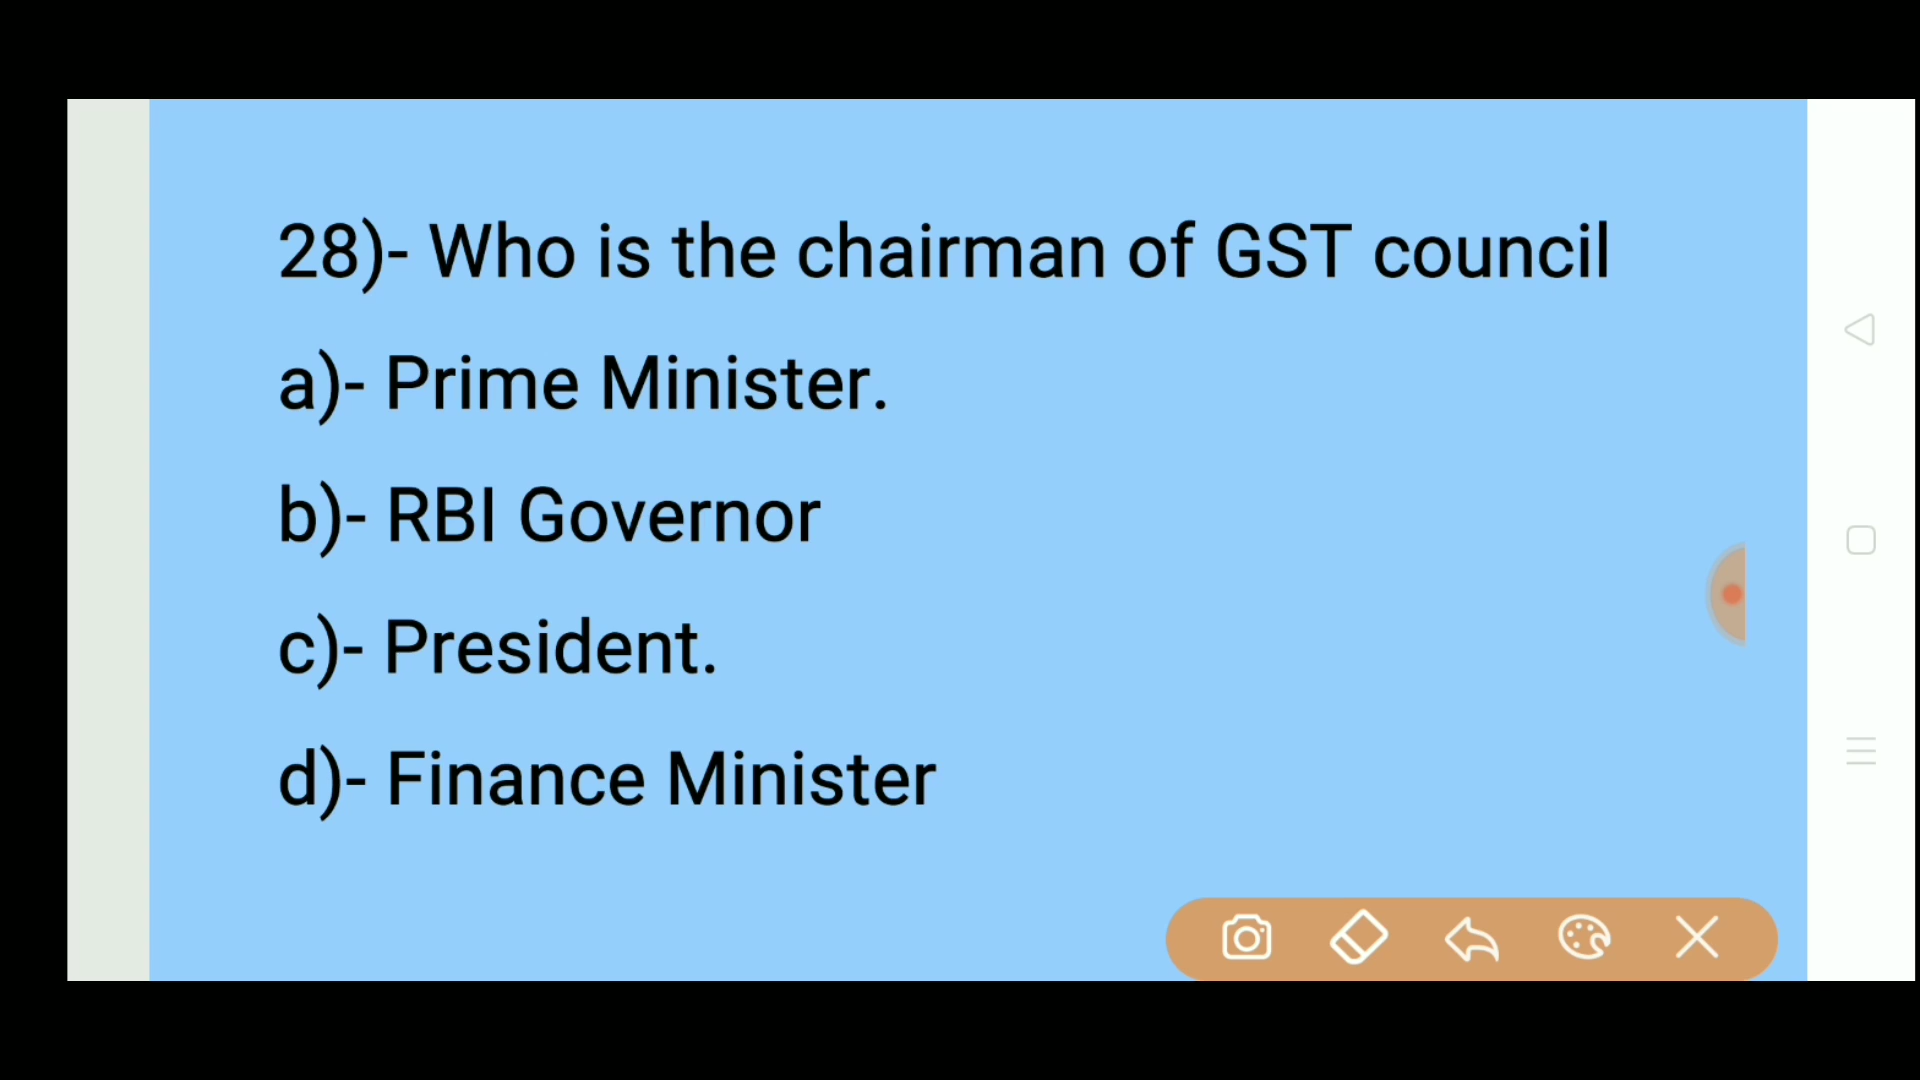 28)- Who is the chairman of GST council
a)- Prime Minister.
b)- RBI Governor
c)- President.
d)- Finance Minister